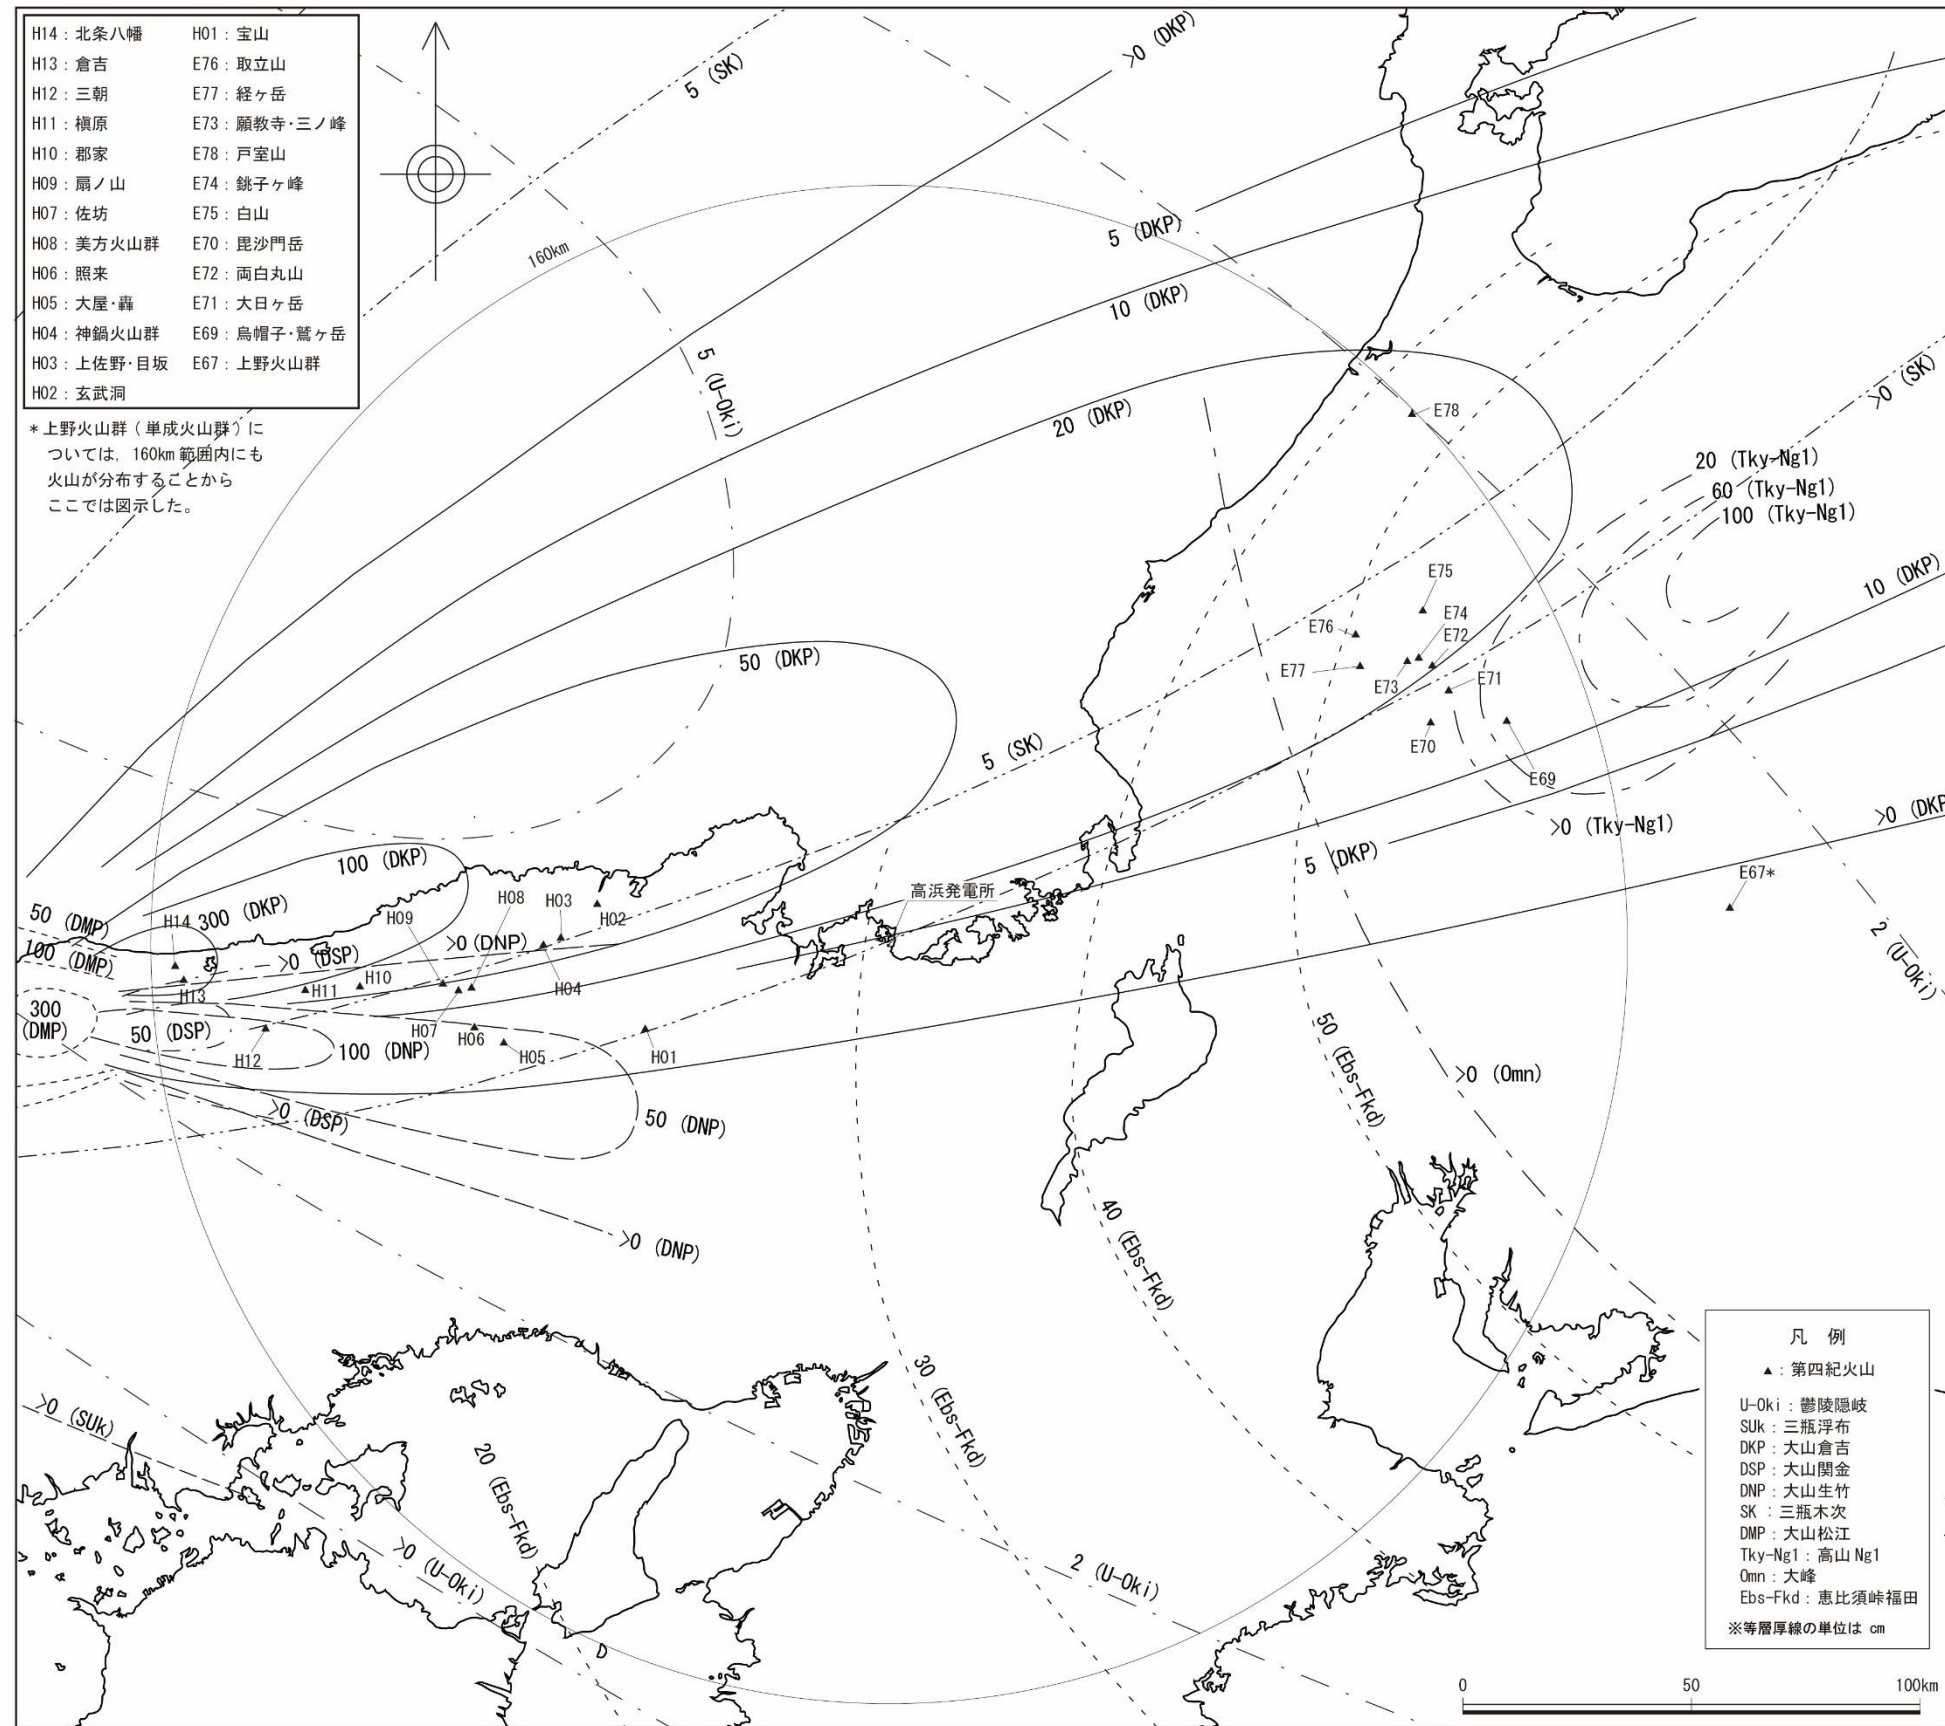 H14：北条八幡 H01：宝山
H13：倉吉 E76：取立山
H12：三朝 E77：経ヶ岳
H11：槇原 E73：願教寺・三ノ峰
H10：郡家 E78：戸室山
H09：扇ノ山 E74：銚子ヶ峰
H07：佐坊 E75：白山
H08：美方火山群 E70：毘沙門岳
H06：照来 E72：両白丸山
H05：大屋・轟 E71：大日ヶ岳
H04：神鍋火山群 E69：烏帽子・鷲ヶ岳
H03：上佐野・目坂 E67：上野火山群
H02：玄武洞
＊上野火山群（単成火山群）に
ついては，160km範囲内にも
火山が分布することから
ここでは図示した。
5 (SK)
>0 (DKP)
160km
5 (DKP)
10 (DKP)
5 (U-Oki)
20 (DKP)
E78
>0 (SK)
20 (Tky-Ng1)
60 (Tky-Ng1)
100 (Tky-Ng1)
10 (DKP)
E75
E74
E76
E72
E77
E73
E71
E70
E69
50 (DKP)
5 (SK)
>0 (Tky-Ng1)
>0 (DKP
5 (DKP)
100 (DKP)
E67*
高浜発電所
H08
H03
H09
H02
50 (DMP)
H14
300 (DKP)
>0 (DNP)
100 (DMP)
>0 (DSP)
2 (U-Oki)
H13
H11
H10
H04
300
(DMP)
50 (DSP)
H07
H06
H05
H01
H12
100 (DNP)
50 (Ebs-Fkd)
>0 (Omn)
>0 (DSP)
50 (DNP)
40 (Ebs-Fkd)
>0 (DNP)
30 (Ebs-Fkd)
>0 (SUk)
20 (Ebs-Fkd)
>0 (U-Oki)
2 (U-Oki)
凡 例
▲：第四紀火山
U-Oki：鬱陵隠岐
SUk：三瓶浮布
DKP：大山倉吉
DSP：大山関金
DNP：大山生竹
SK ：三瓶木次
DMP：大山松江
Tky-Ng1：高山Ng1
Omn：大峰
Ebs-Fkd：恵比須峠福田
※等層厚線の単位は cm
0 50 100km